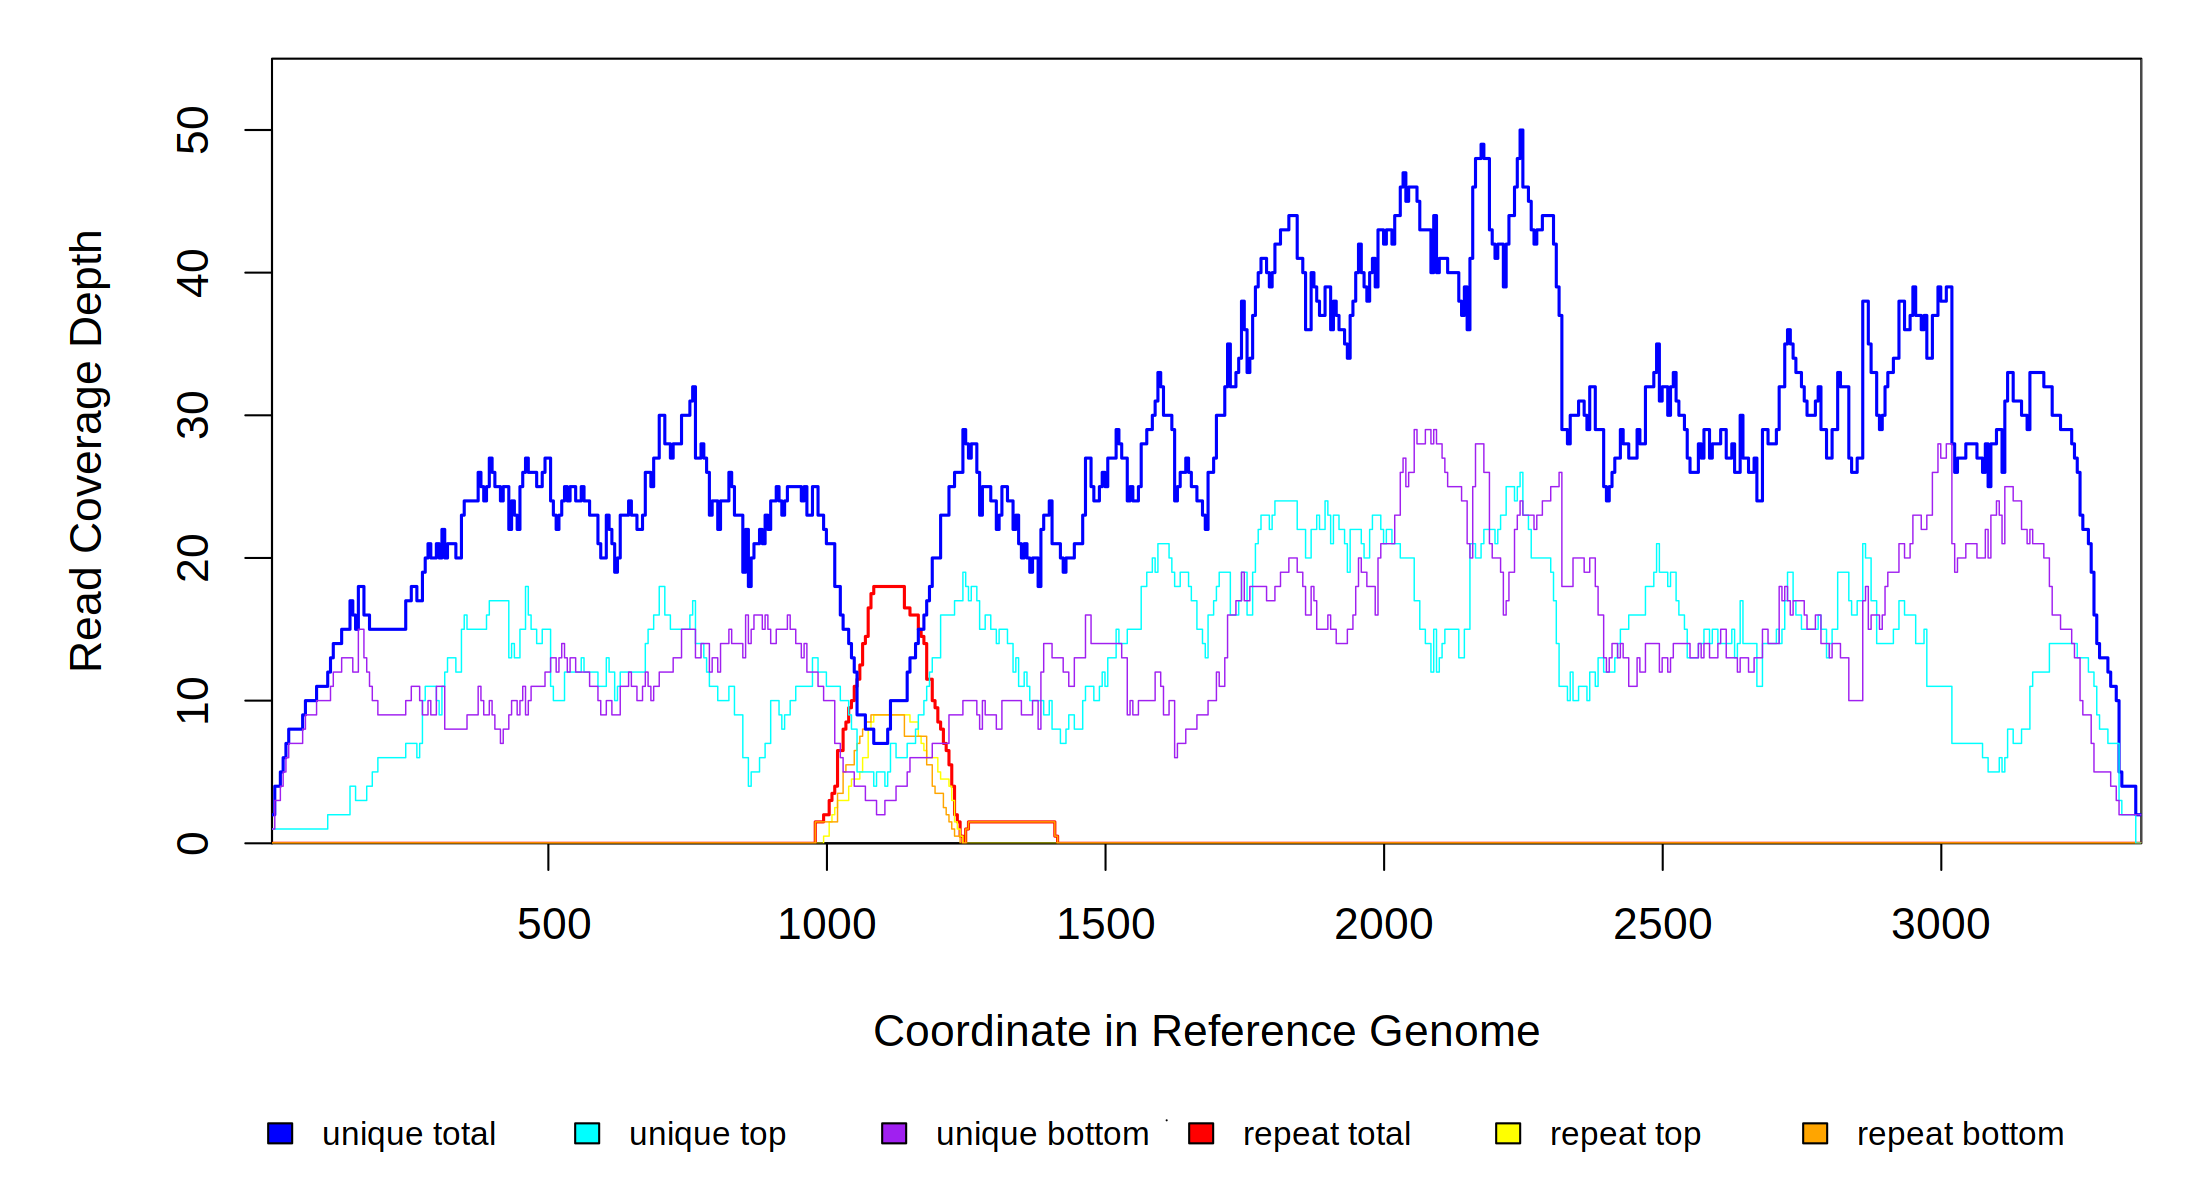 Read Coverage Depth
50
40
30
20
10
0
500 1000 1500 2000 2500 3000
Coordinate in Reference Genome
unique total unique top unique bottom repeat total repeat top repeat bottom